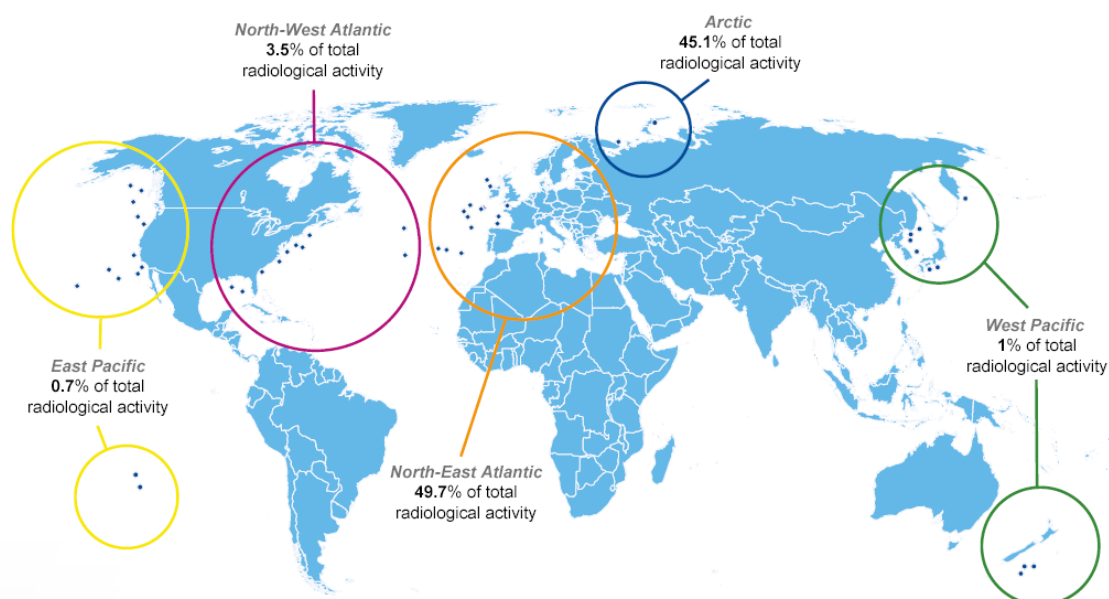 North-West Atlantic
3.5% of total
radiological activity
Arctic
45.1% of total
radiological activity
East Pacific
0.7% of total
radiological activity
West Pacific
1% of total
radiological activity
North-East Atlantic
49.7% of total
radiological activity